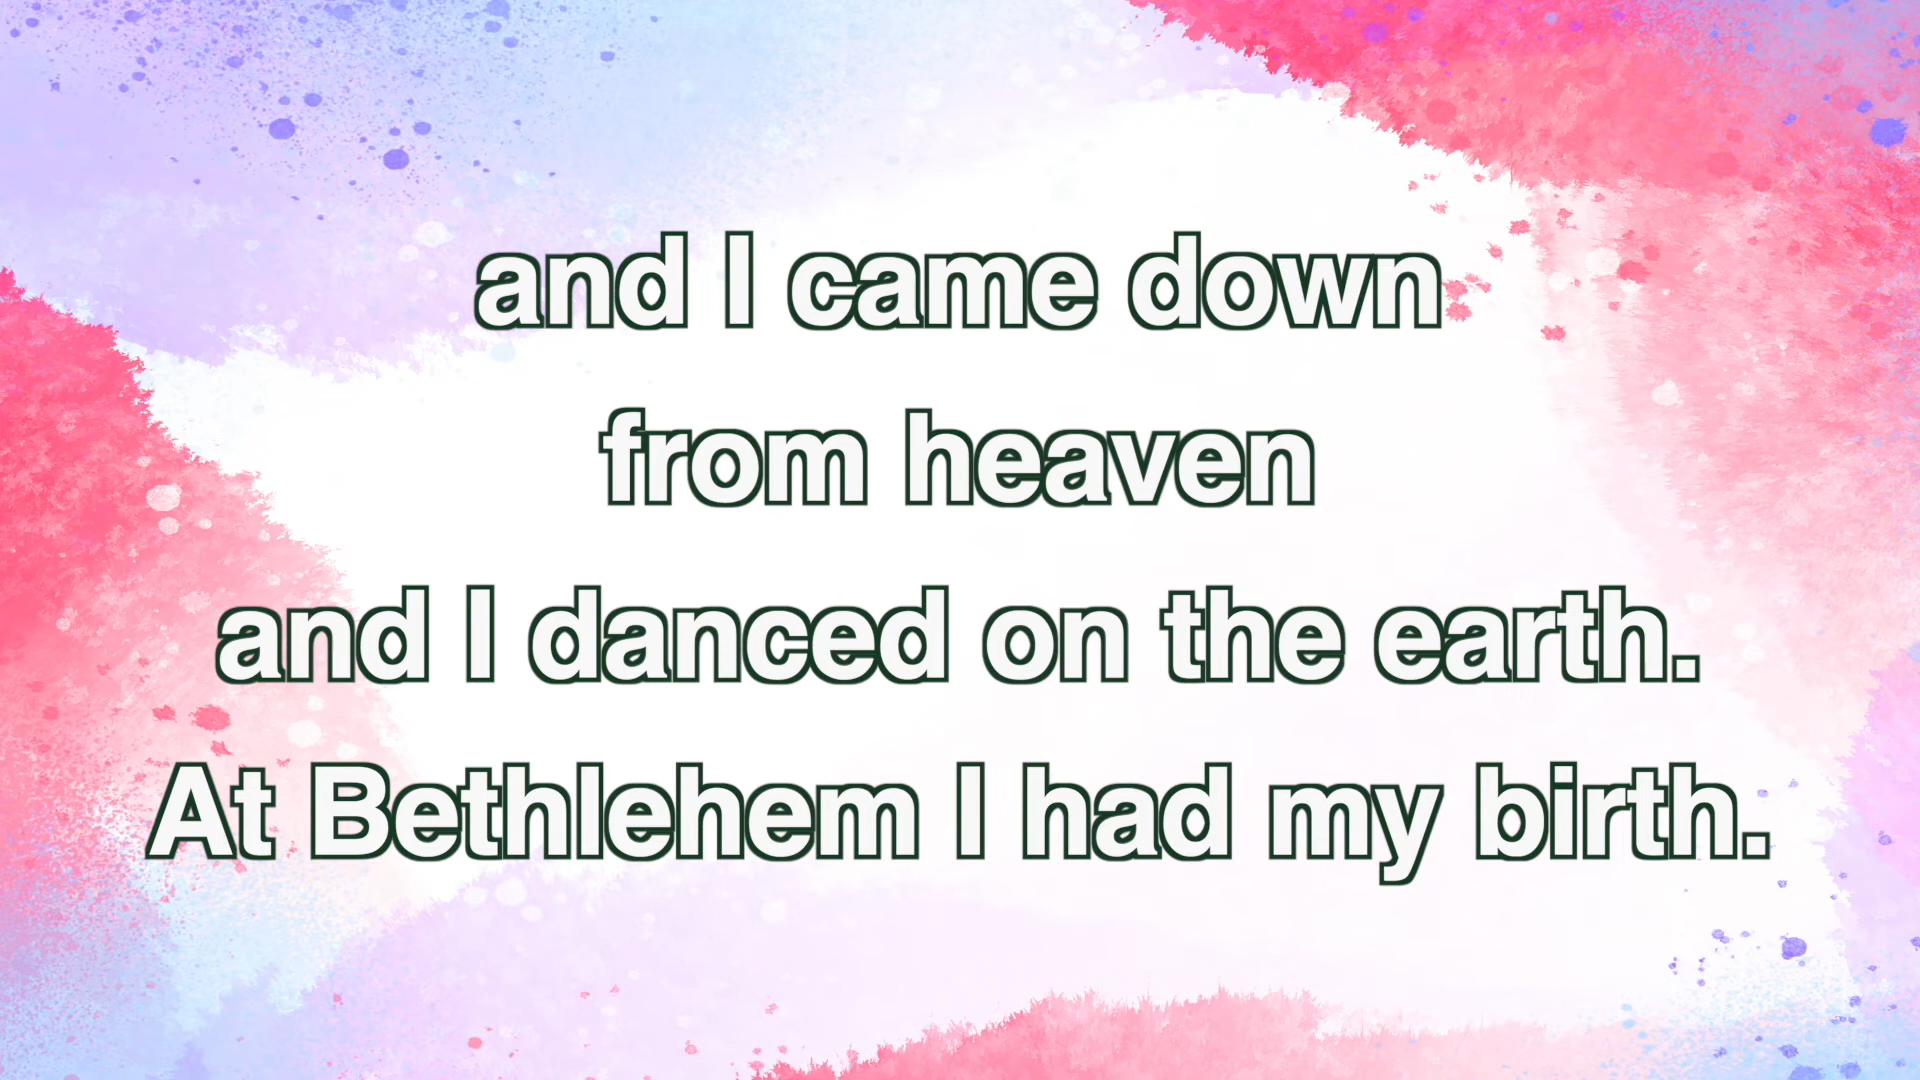 and I came down
from heaven
and I danced on the earth.
At Bethlehem I had my birth.